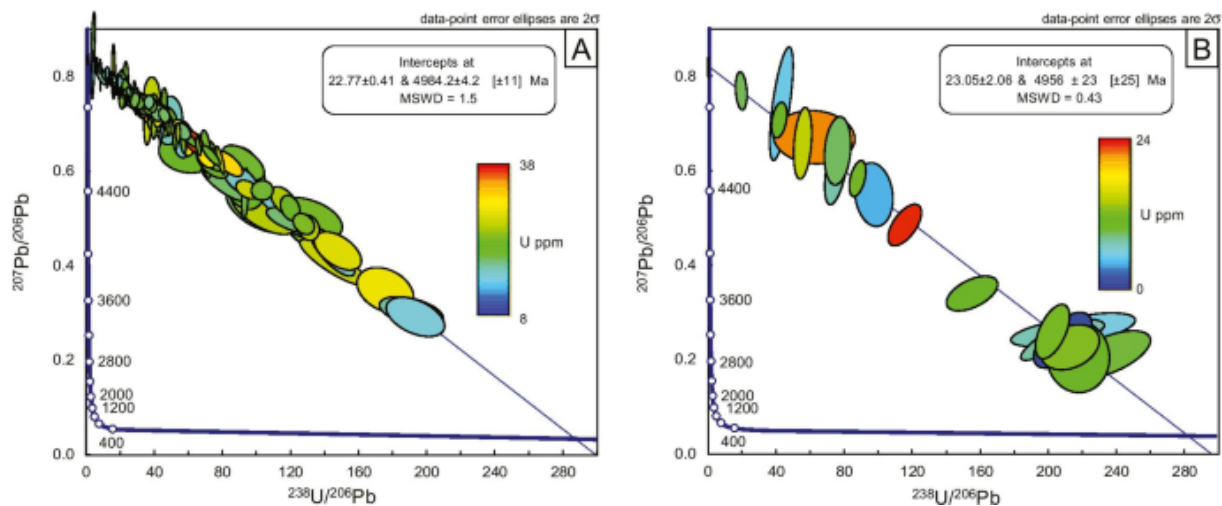 data-point error ellipses are 2σ
A
Intercepts at
22.77±0.41 & 4984.2±4.2 [±11] Ma
MSWD = 1.5
0.8
0.6
0.4
0.2
0.0
207Pb/206Pb
4400
3600
2800
2000
1200
400
38
U ppm
8
0 40 80 120 160 200 240 280
238U/206Pb
data-point error ellipses are 2σ
B
Intercepts at
23.05±2.06 & 4956 ±23 [±25] Ma
MSWD = 0.43
0.8
0.6
0.4
0.2
0.0
207Pb/206Pb
4400
3600
2800
2000
1200
400
24
U ppm
0
0 40 80 120 160 200 240 280
238U/206Pb